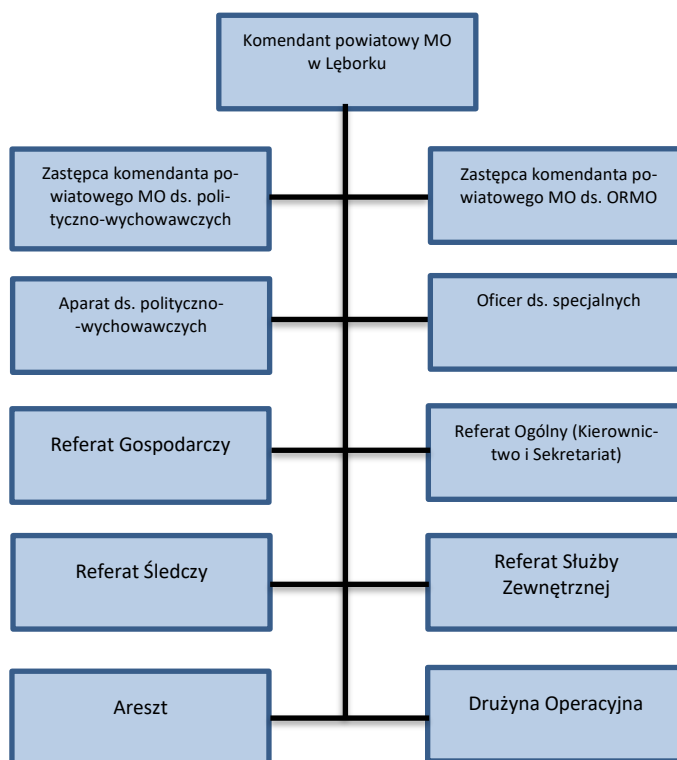 Komendant powiatowy MO
w Lęborku
Zastępca komendanta po-
wiatowego MO ds. poli-
tyczno-wychowawczych
Zastępca komendanta po-
wiatowego MO ds. ORMO
Aparat ds. polityczno-
-wychowawczych
Oficer ds. specjalnych
Referat Gospodarczy
Referat Ogólny (Kierownic-
two i Sekretariat)
Referat Śledczy
Referat Służby
Zewnętrznej
Areszt
Drużyna Operacyjna